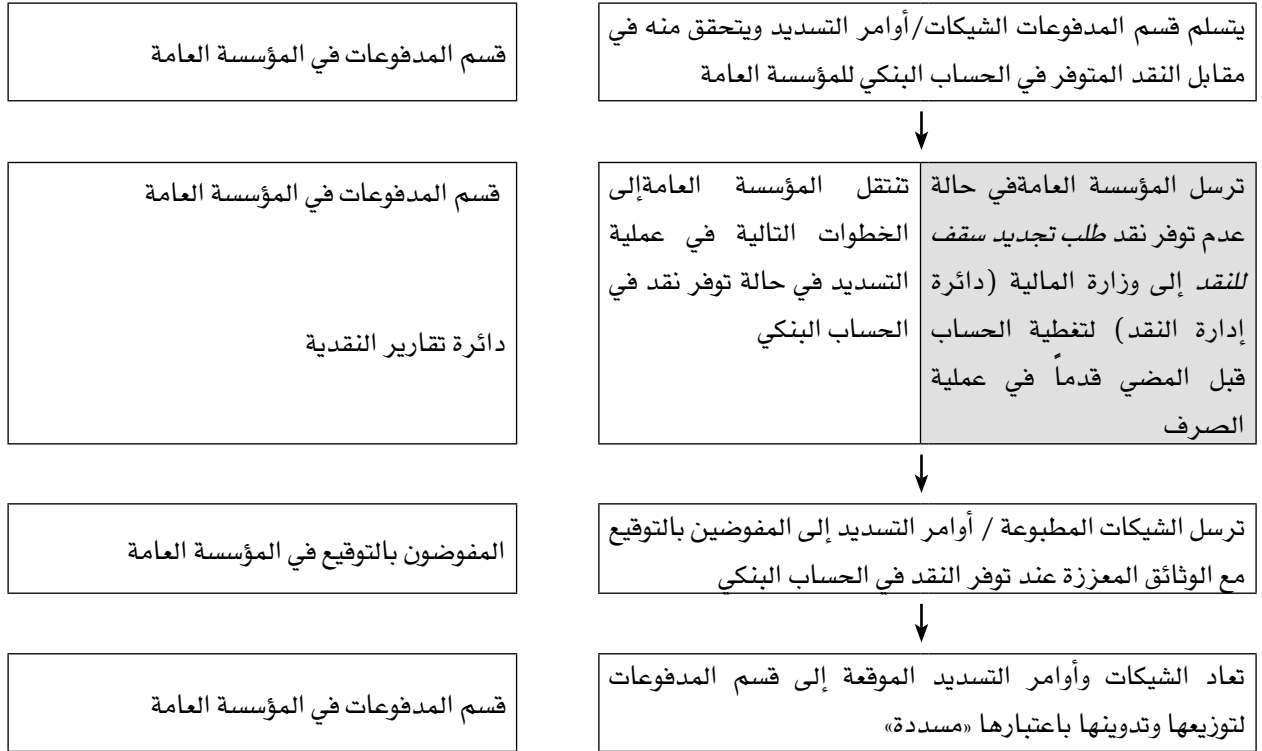 يتسلم قسم المدفوعات الشيكات/أوامر التسديد ويتحقق منه في
مقابل النقد المتوفر في الحساب البنكي للمؤسسة العامة
قسم المدفوعات في المؤسسة العامة
ترسل المؤسسة العامةفي حالة
عدم توفر نقد طلب تجديد سقف
للنقد إلى وزارة المالية (دائرة
إدارة النقد) لتغطية الحساب
قبل المضي قدماً في عملية
الصرف
تنتقل المؤسسة العامةإلى
الخطوات التالية في عملية
التسديد في حالة توفر نقد في
الحساب البنكي
قسم المدفوعات في المؤسسة العامة
دائرة تقارير النقدية
ترسل الشيكات المطبوعة / أوامر التسديد إلى المفوضين بالتوقيع
مع الوثائق المعززة عند توفر النقد في الحساب البنكي
المفوضون بالتوقيع في المؤسسة العامة
تعاد الشيكات وأوامر التسديد الموقعة إلى قسم المدفوعات
لتوزيعها وتدوينها باعتبارها «مسددة»
قسم المدفوعات في المؤسسة العامة